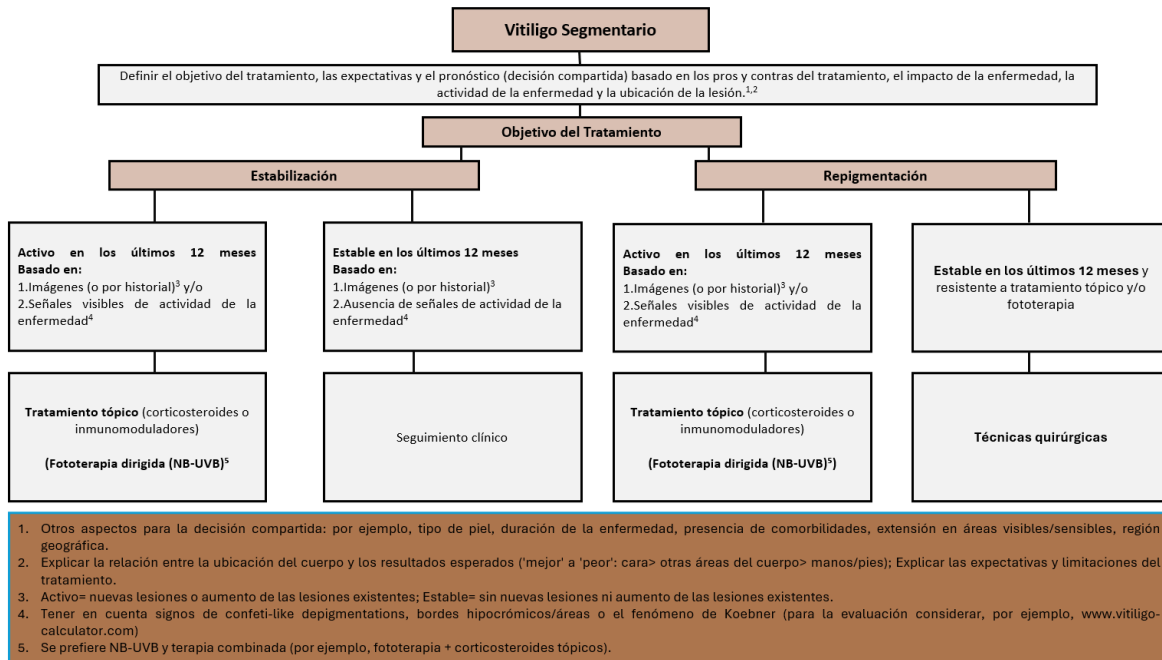 Vitiligo Segmentario
Definir el objetivo del tratamiento, las expectativas y el pronóstico (decisión compartida) basado en los pros y contras del tratamiento, el impacto de la enfermedad, la
actividad de la enfermedad y la ubicación de la lesión.1,2
Objetivo del Tratamiento
Estabilización
Repigmentación
Activo en los últimos 12 meses
Basado en:
1.Imágenes (o por historial)3 y/o
2.Señales visibles de actividad de la
enfermedad4
Estable en los últimos 12 meses
Basado en:
1.Imágenes (o por historial)3
2.Ausencia de señales de actividad de la
enfermedad4
Activo en los últimos 12 meses
Basado en:
1.Imágenes (o por historial)3 y/o
2.Señales visibles de actividad de la
enfermedad4
Estable en los últimos 12 meses y
resistente a tratamiento tópico y/o
fototerapia
Tratamiento tópico (corticosteroides o
inmunomoduladores)
(Fototerapia dirigida (NB-UVB)5
Seguimiento clínico
Tratamiento tópico (corticosteroides o
inmunomoduladores)
(Fototerapia dirigida (NB-UVB)5)
Técnicas quirúrgicas
1. Otros aspectos para la decisión compartida: por ejemplo, tipo de piel, duración de la enfermedad, presencia de comorbilidades, extensión en áreas visibles/sensibles, región
geográfica.
2. Explicar la relación entre la ubicación del cuerpo y los resultados esperados ('mejor' a 'peor': cara> otras áreas del cuerpo> manos/pies); Explicar las expectativas y limitaciones del
tratamiento.
3. Activo= nuevas lesiones o aumento de las lesiones existentes; Estable= sin nuevas lesiones ni aumento de las lesiones existentes.
4. Tener en cuenta signos de confeti-like depigmentations, bordes hipocrómicos/áreas o el fenómeno de Koebner (para la evaluación considerar, por ejemplo, www.vitiligo-
calculator.com)
5. Se prefiere NB-UVB y terapia combinada (por ejemplo, fototerapia + corticosteroides tópicos).